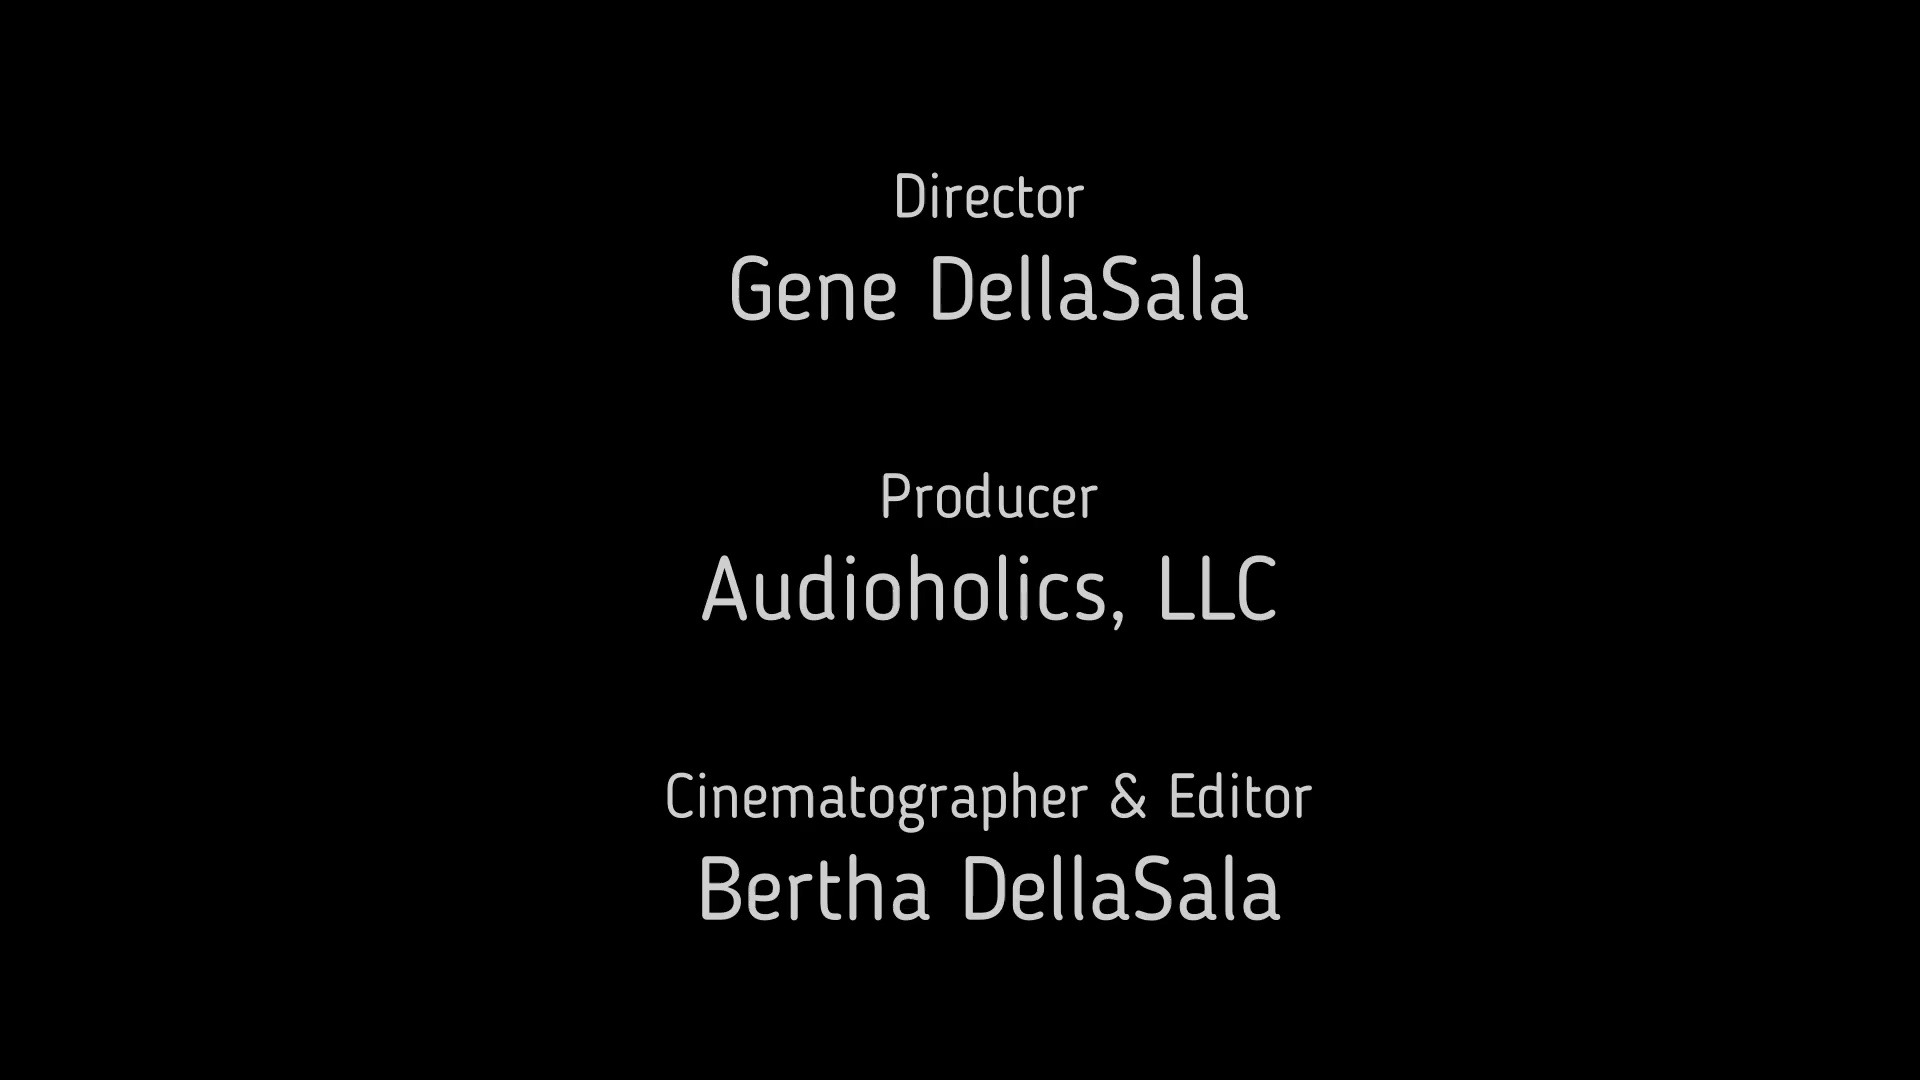 Director
Gene DellaSala
Producer
Audioholics, LLC
Cinematographer & Editor
Bertha DellaSala